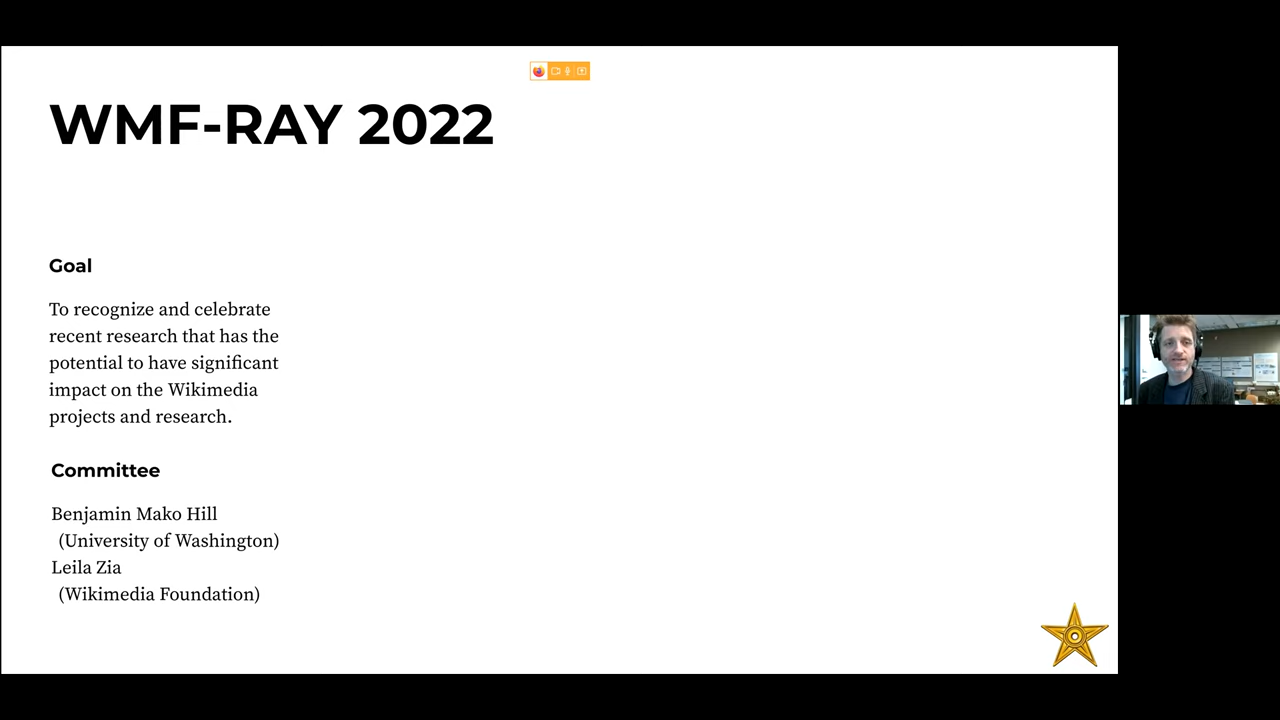 WMF-RAY 2022
Goal
To recognize and celebrate
recent research that has the
potential to have significant
impact on the Wikimedia
projects and research.
Committee
Benjamin Mako Hill
(University of Washington)
Leila Zia
(Wikimedia Foundation)